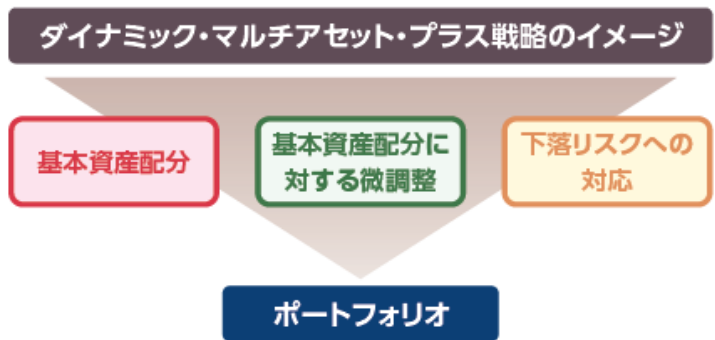 ダイナミック・マルチアセット・プラス戦略のイメージ
基本資産配分
基本資産配分に
対する微調整
下落リスクへの
対応
ポートフォリオ